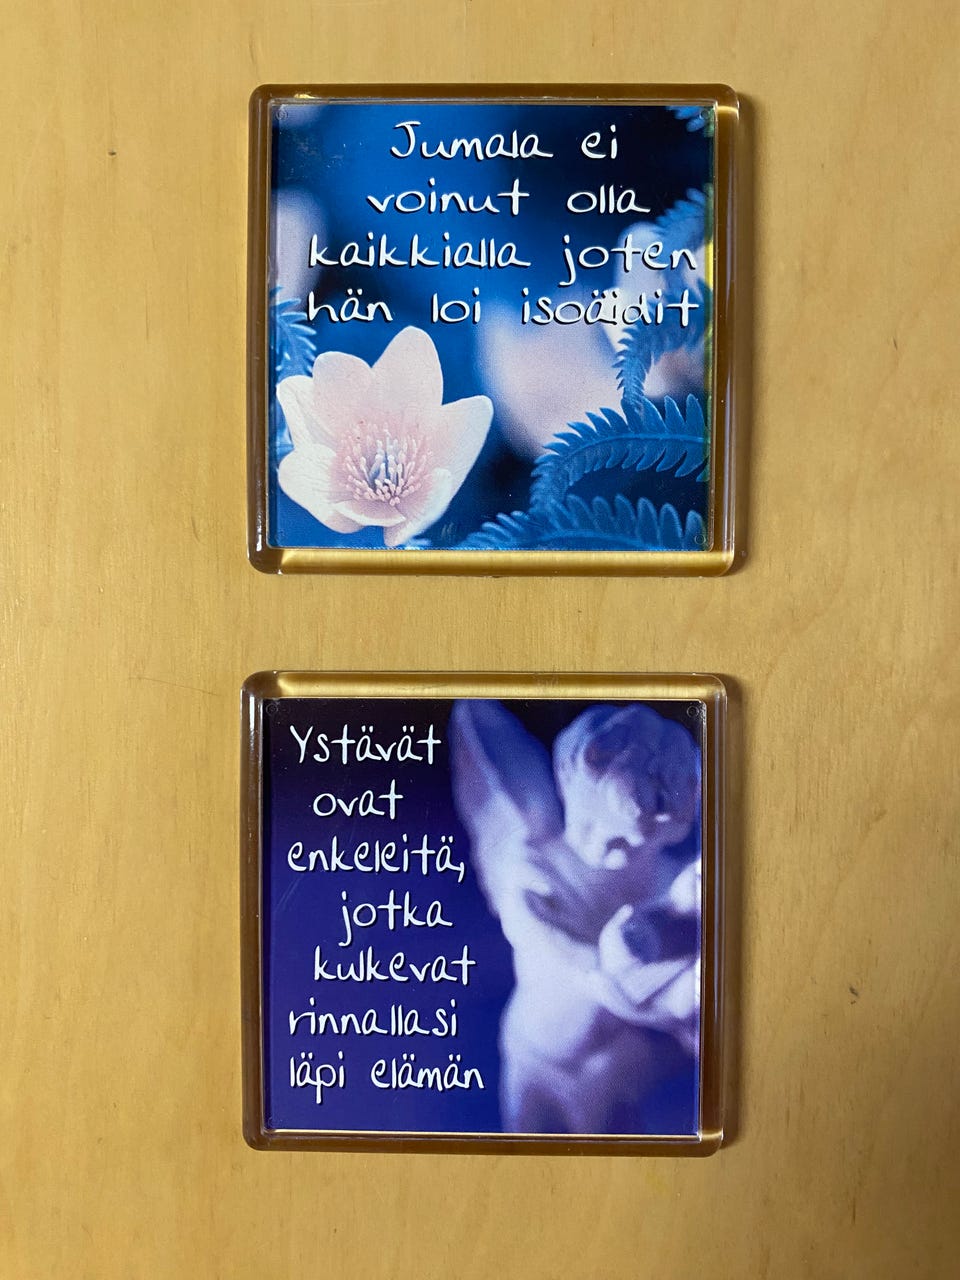 Jumala ei
voinut olla
kaikkialla joten
hän loi isoäidit
Ystävät
ovat
enkeleitä,
jotka
kulkevat
rinnallasi
läpi elämän